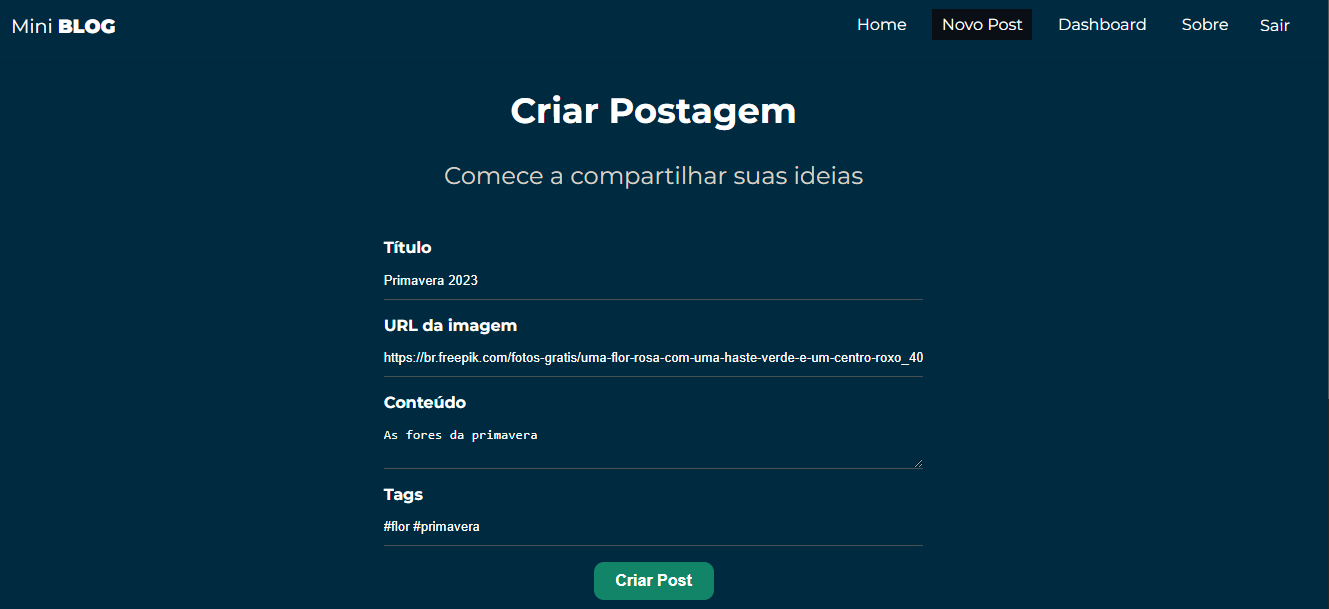 Mini BLOG
Home Novo Post Dashboard Sobre Sair
Criar Postagem
Comece a compartilhar suas ideias
Título
Primavera 2023
URL da imagem
https://br.freepik.com/fotos-gratis/uma-flor-rosa-com-uma-haste-verde-e-um-centro-roxo_40
Conteúdo
As fores da primavera
Tags
#flor #primavera
Criar Post